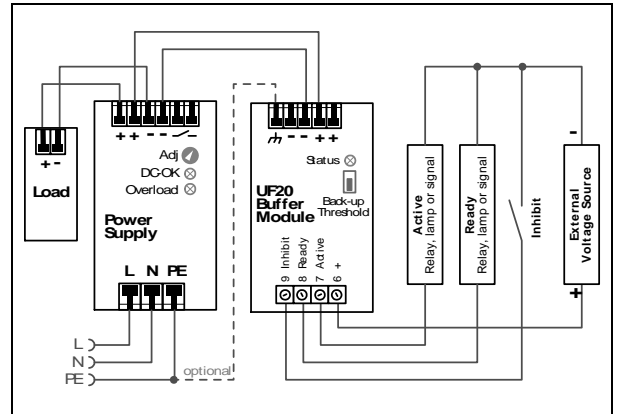 + + - -
Adj
DC-OK
Overload
Power
Supply
L N PE
+ -
Load
L
N
PE
optional
- - + +
Status
Back-up
Threshold
UF20
Buffer
Module
9 Inhibit
8 Ready
7 Active
6 +
Active
Relay, lamp or signal
Ready
Relay, lamp or signal
Inhibit
-
External
Voltage Source
+